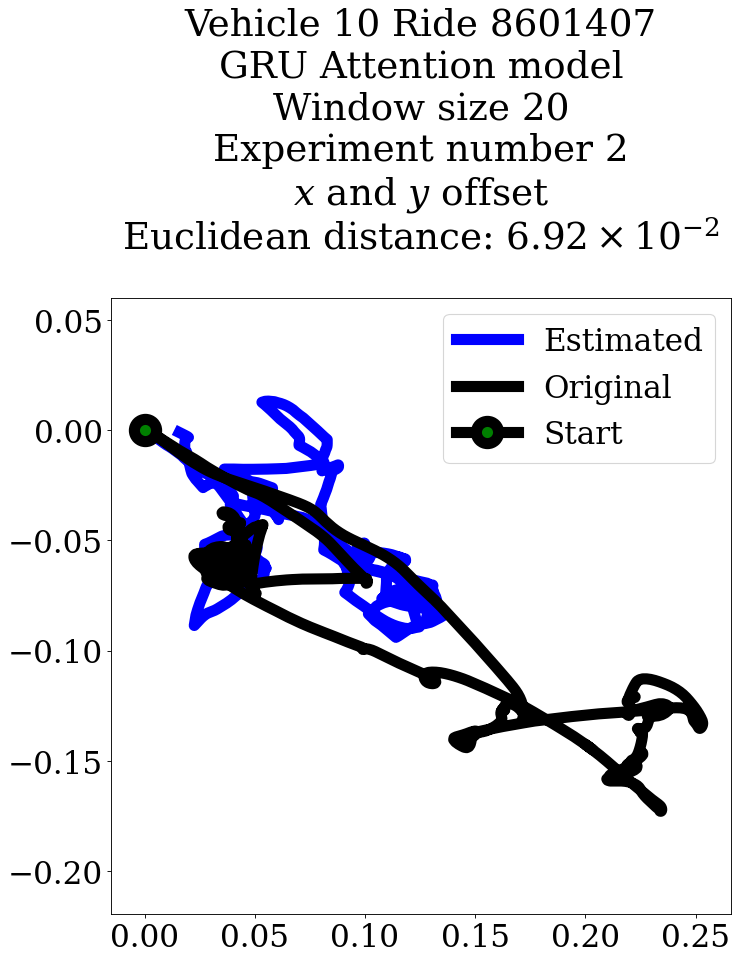 Vehicle 10 Ride 8601407
GRU Attention model
Window size 20
Experiment number 2
x and y offset
Euclidean distance: 6.92 × 10⁻²
Estimated
Original
Start
0.05
0.00
−0.05
−0.10
−0.15
−0.20
0.00 0.05 0.10 0.15 0.20 0.25